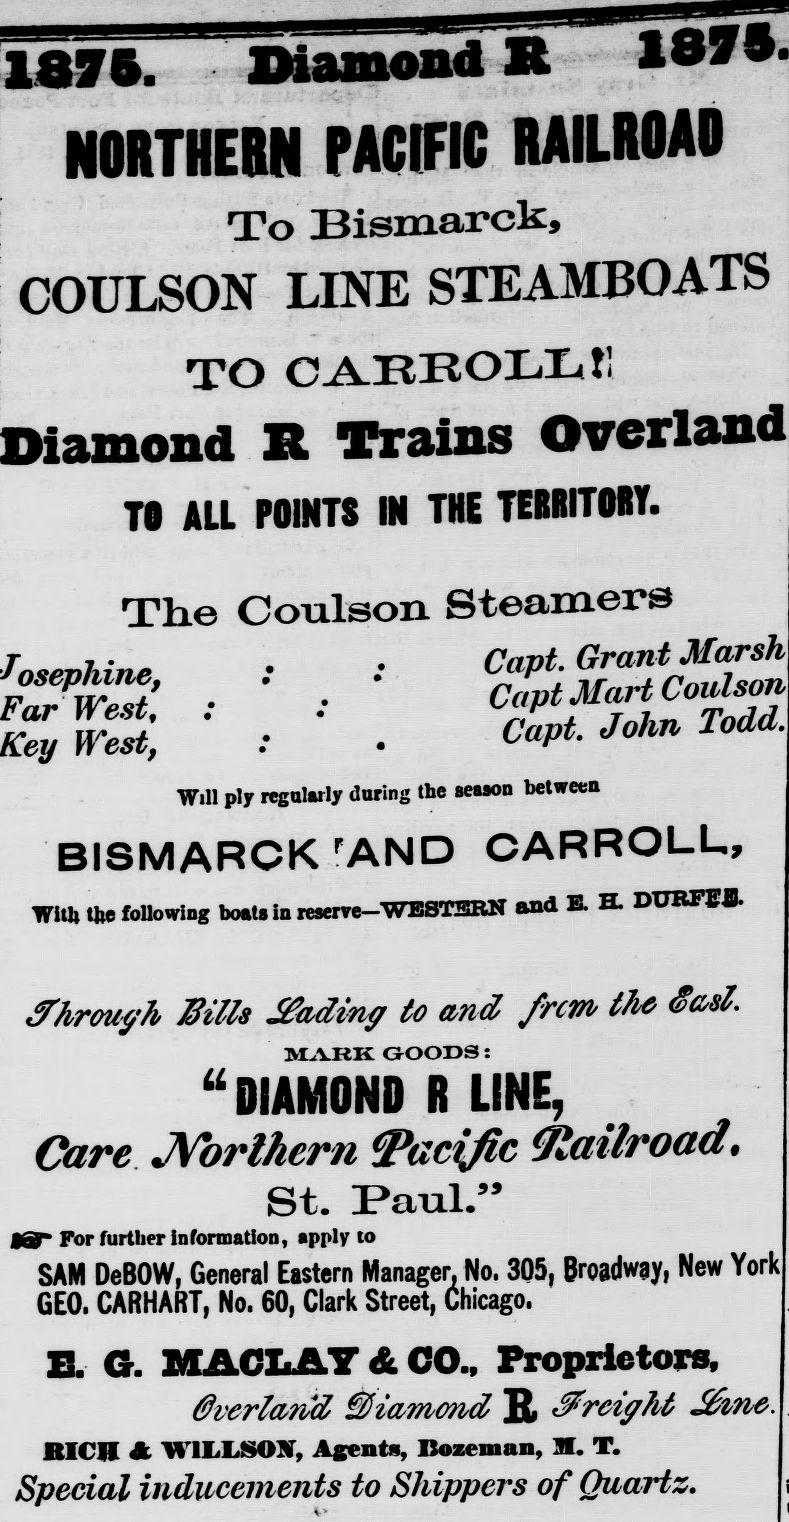 1875. Diamond R 1875.
NORTHERN PACIFIC RAILROAD
To Bismarck,
COULSON LINE STEAMBOATS
TO CARROLL!!
Diamond R Trains Overland
TO ALL POINTS IN THE TERRITORY.
The Coulson Steamers
Josephine, : : Capt. Grant Marsh
Far West, : : Capt Mart Coulson
Key West, : . Capt. John Todd.
Will ply regularly during the season between
BISMARCK AND CARROLL,
With the following boats in reserve—WESTERN and E. H. DURFEE.
Through Bills Lading to and from the East.
MARK GOODS:
"DIAMOND R LINE,
Care Northern Pacific Railroad.
St. Paul."
☞ For further information, apply to
SAM DeBOW, General Eastern Manager, No. 305, Broadway, New York
GEO. CARHART, No. 60, Clark Street, Chicago.
E. G. MACLAY & CO., Proprietors,
Overland Diamond R Freight Line.
RICH & WILLSON, Agents, Bozeman, M. T.
Special inducements to Shippers of Quartz.